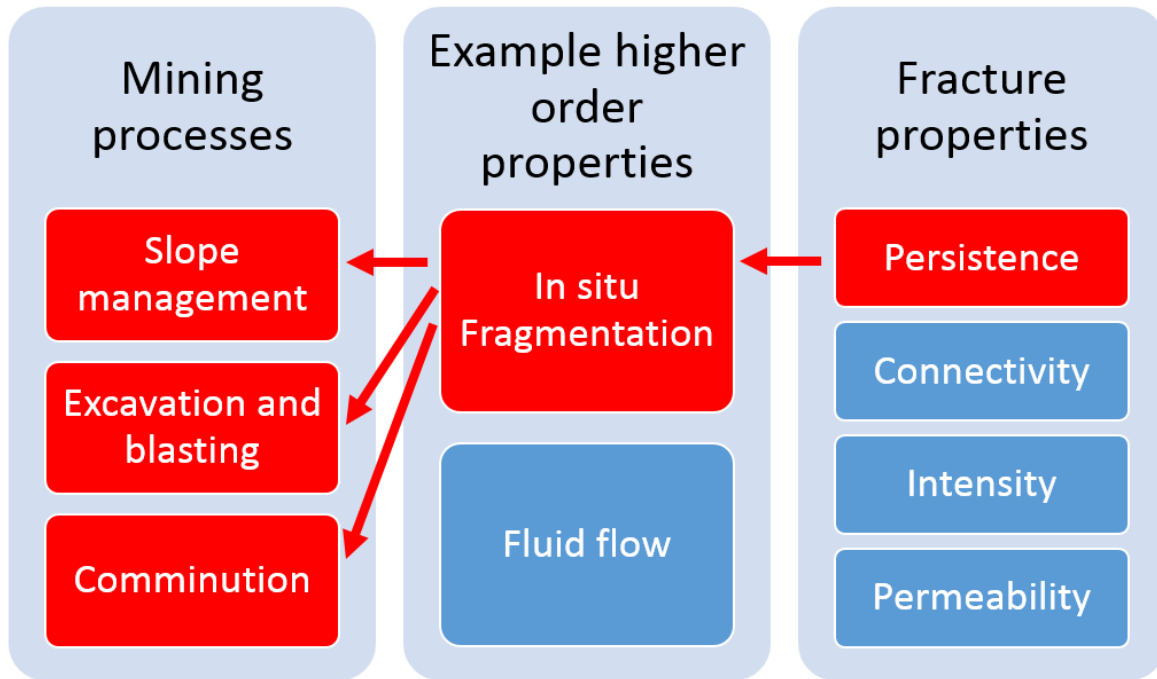 Mining
processes
Slope
management
Excavation and
blasting
Comminution
Example higher
order
properties
In situ
Fragmentation
Fluid flow
Fracture
properties
Persistence
Connectivity
Intensity
Permeability